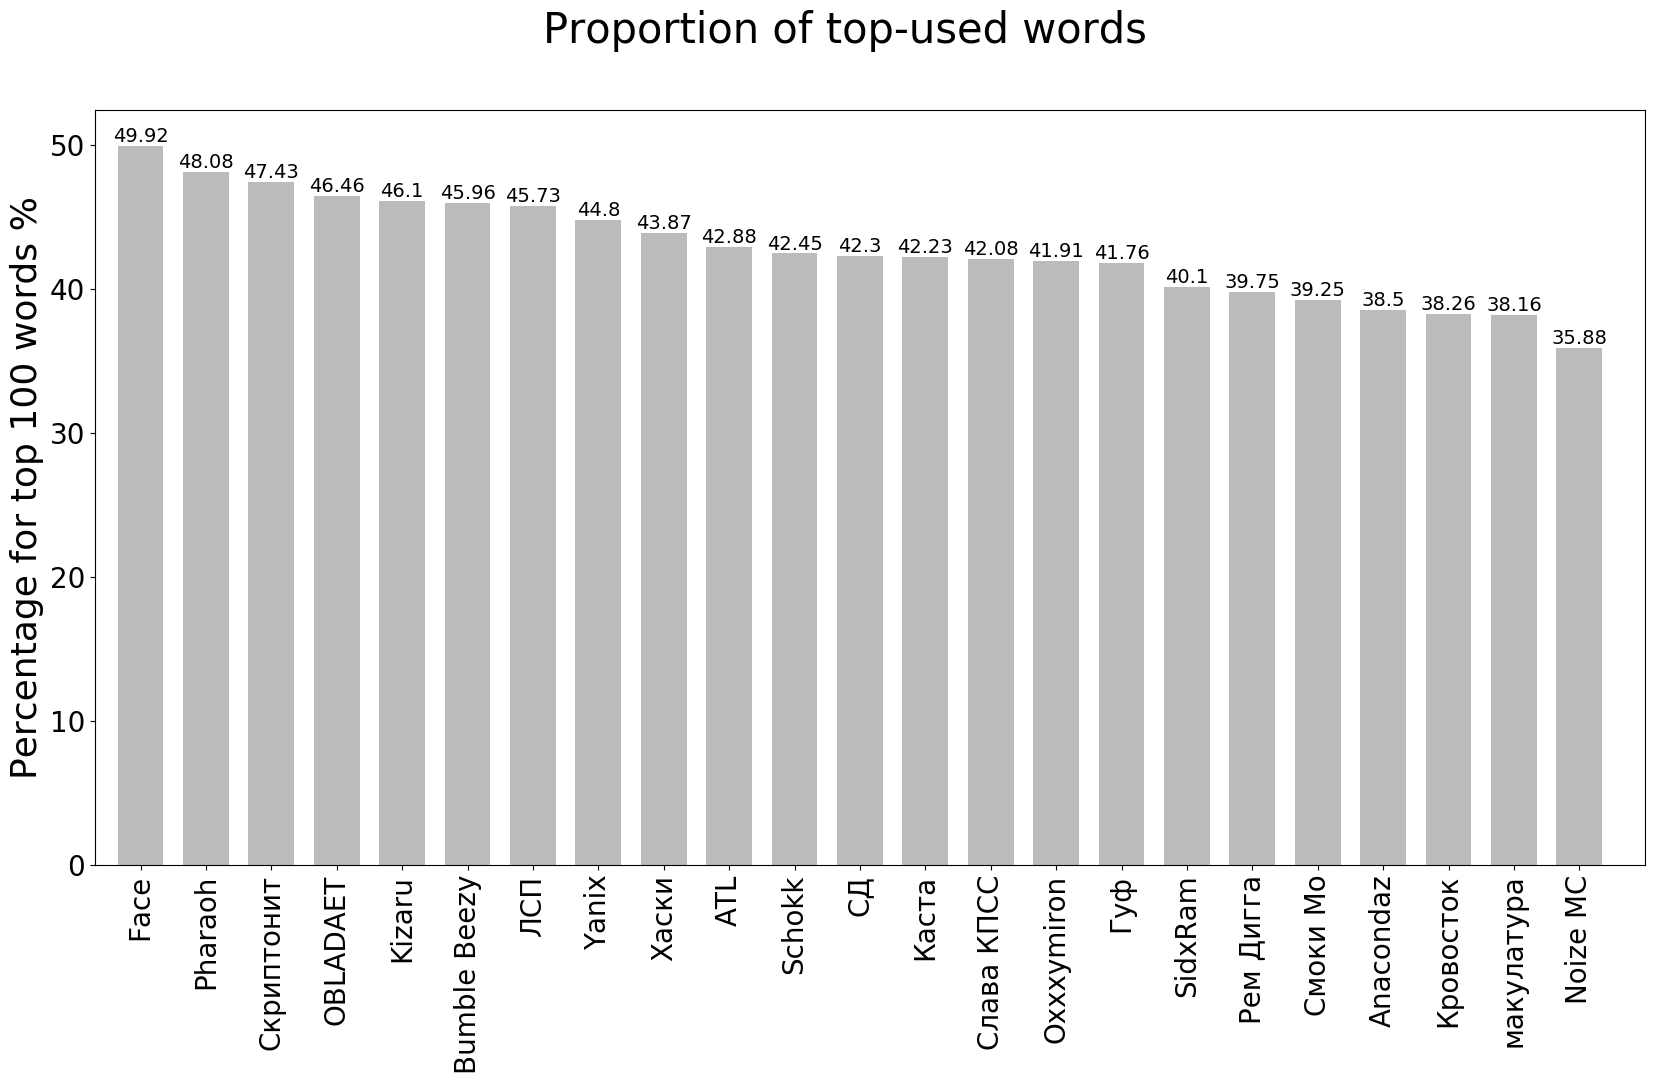 Proportion of top-used words
Percentage for top 100 words %
50
40
30
20
10
0
49.92
48.08
47.43
46.46
46.1
45.96
45.73
44.8
43.87
42.88
42.45
42.3
42.23
42.08
41.91
41.76
40.1
39.75
39.25
38.5
38.26
38.16
35.88
Face
Pharaoh
Скриптонит
OBLADAET
Kizaru
Bumble Beezy
ЛСП
Yanix
Хаски
ATL
Schokk
СД
Каста
Слава КПСС
Oxxxymiron
Гуф
SidxRam
Рем Дигга
Смоки Мо
Anacondaz
Кровосток
макулатура
Noize MC